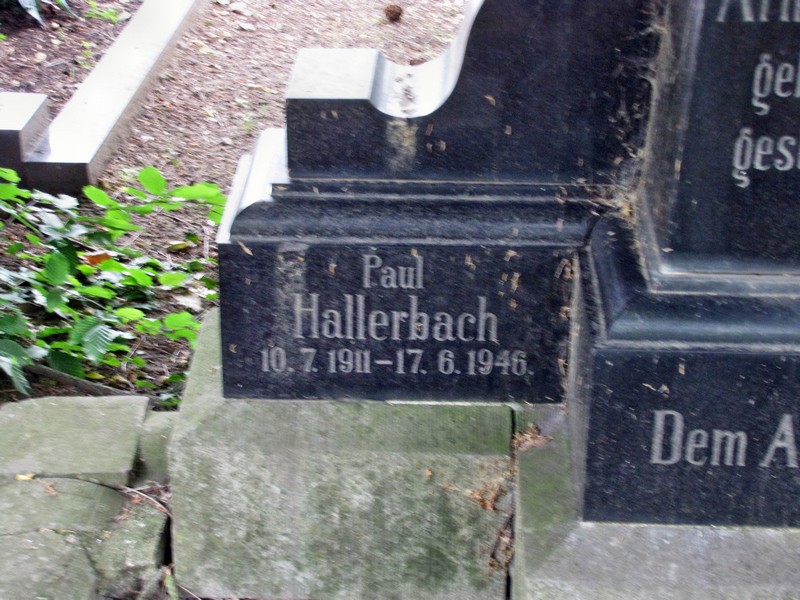 Paul
Hallerbach
10. 7. 1911 – 17. 6. 1946.
Dem